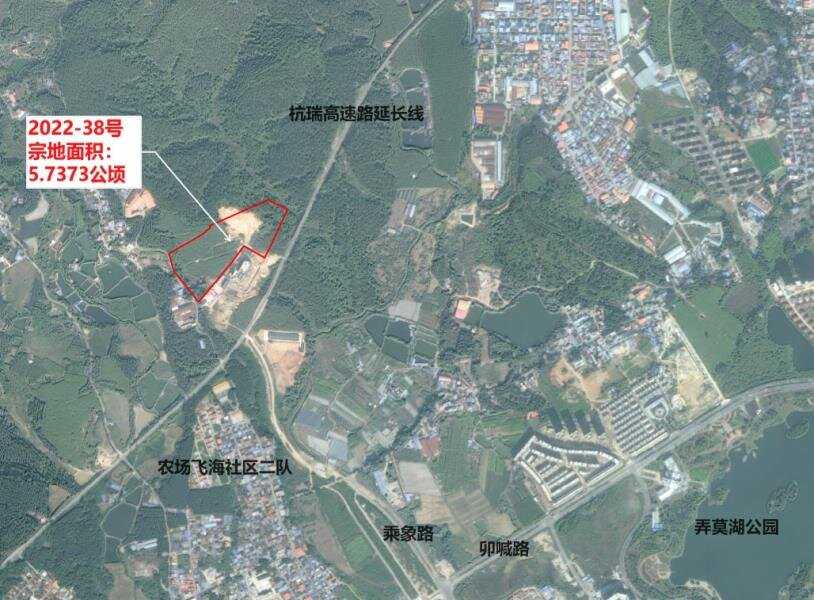 杭瑞高速路延长线
2022-38号
宗地面积：
5.7373公顷
农场飞海社区二队
乘象路
卯喊路
弄莫湖公园